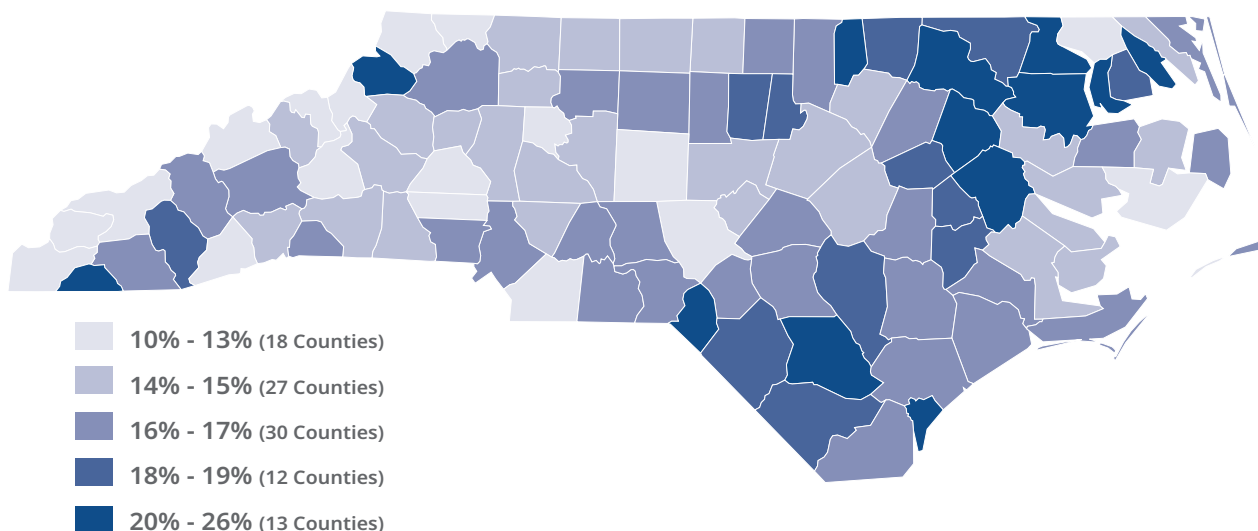 10% - 13% (18 Counties)
14% - 15% (27 Counties)
16% - 17% (30 Counties)
18% - 19% (12 Counties)
20% - 26% (13 Counties)